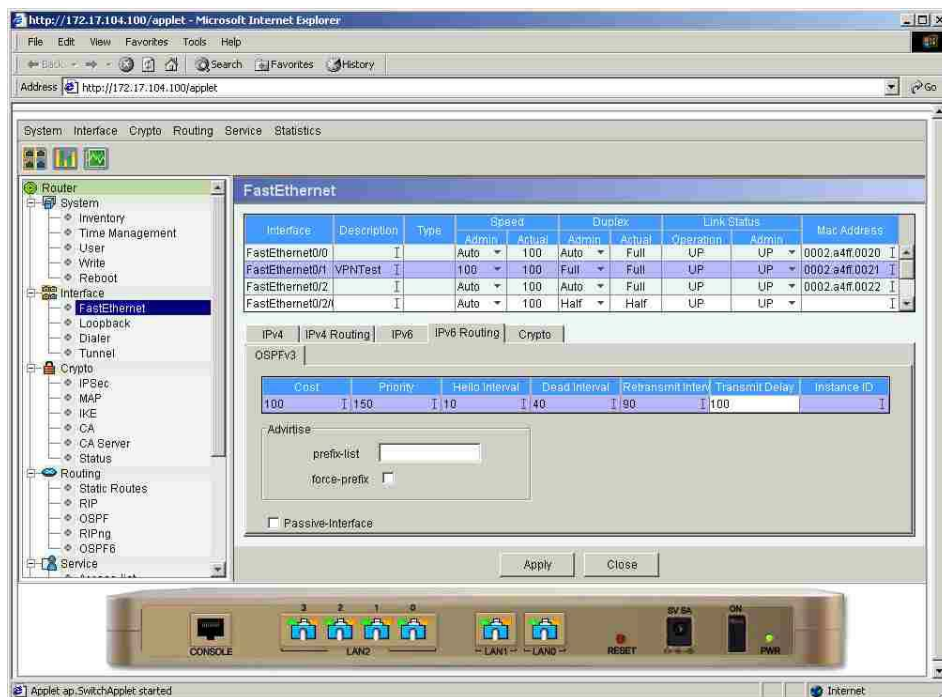 http://172.17.104.100/applet - Microsoft Internet Explorer
File Edit View Favorites Tools Help
Back Search Favorites History
Address http://172.17.104.100/applet Go
System Interface Crypto Routing Service Statistics
Router
System
Inventory
Time Management
User
Write
Reboot
Interface
FastEthernet
Loopback
Dialer
Tunnel
Crypto
IPSec
MAP
IKE
CA
CA Server
Status
Routing
Static Routes
RIP
OSPF
RIPng
OSPF6
Service
Access-list
FastEthernet
Interface Description Type Speed Duplex Link Status Mac Address
Admin Actual Admin Actual Operation Admin
FastEthernet0/0 Auto 100 Auto Full UP UP 0002.a4ff.0020
FastEthernet0/1 VPNTest 100 100 Full Full UP UP 0002.a4ff.0021
FastEthernet0/2 Auto 100 Auto Full UP UP 0002.a4ff.0022
FastEthernet0/2/ Auto 100 Half Half UP UP
IPv4 IPv4 Routing IPv6 IPv6 Routing Crypto
OSPFv3
Cost Priority Hello Interval Dead Interval Retransmit Interv Transmit Delay Instance ID
100 150 10 40 90 100
Advirtise
prefix-list
force-prefix
Passive-Interface
Apply Close
3 2 1 0
CONSOLE LAN2 LAN1 LAN0 RESET 5V 5A ON PWR
Applet ap.SwitchApplet started Internet